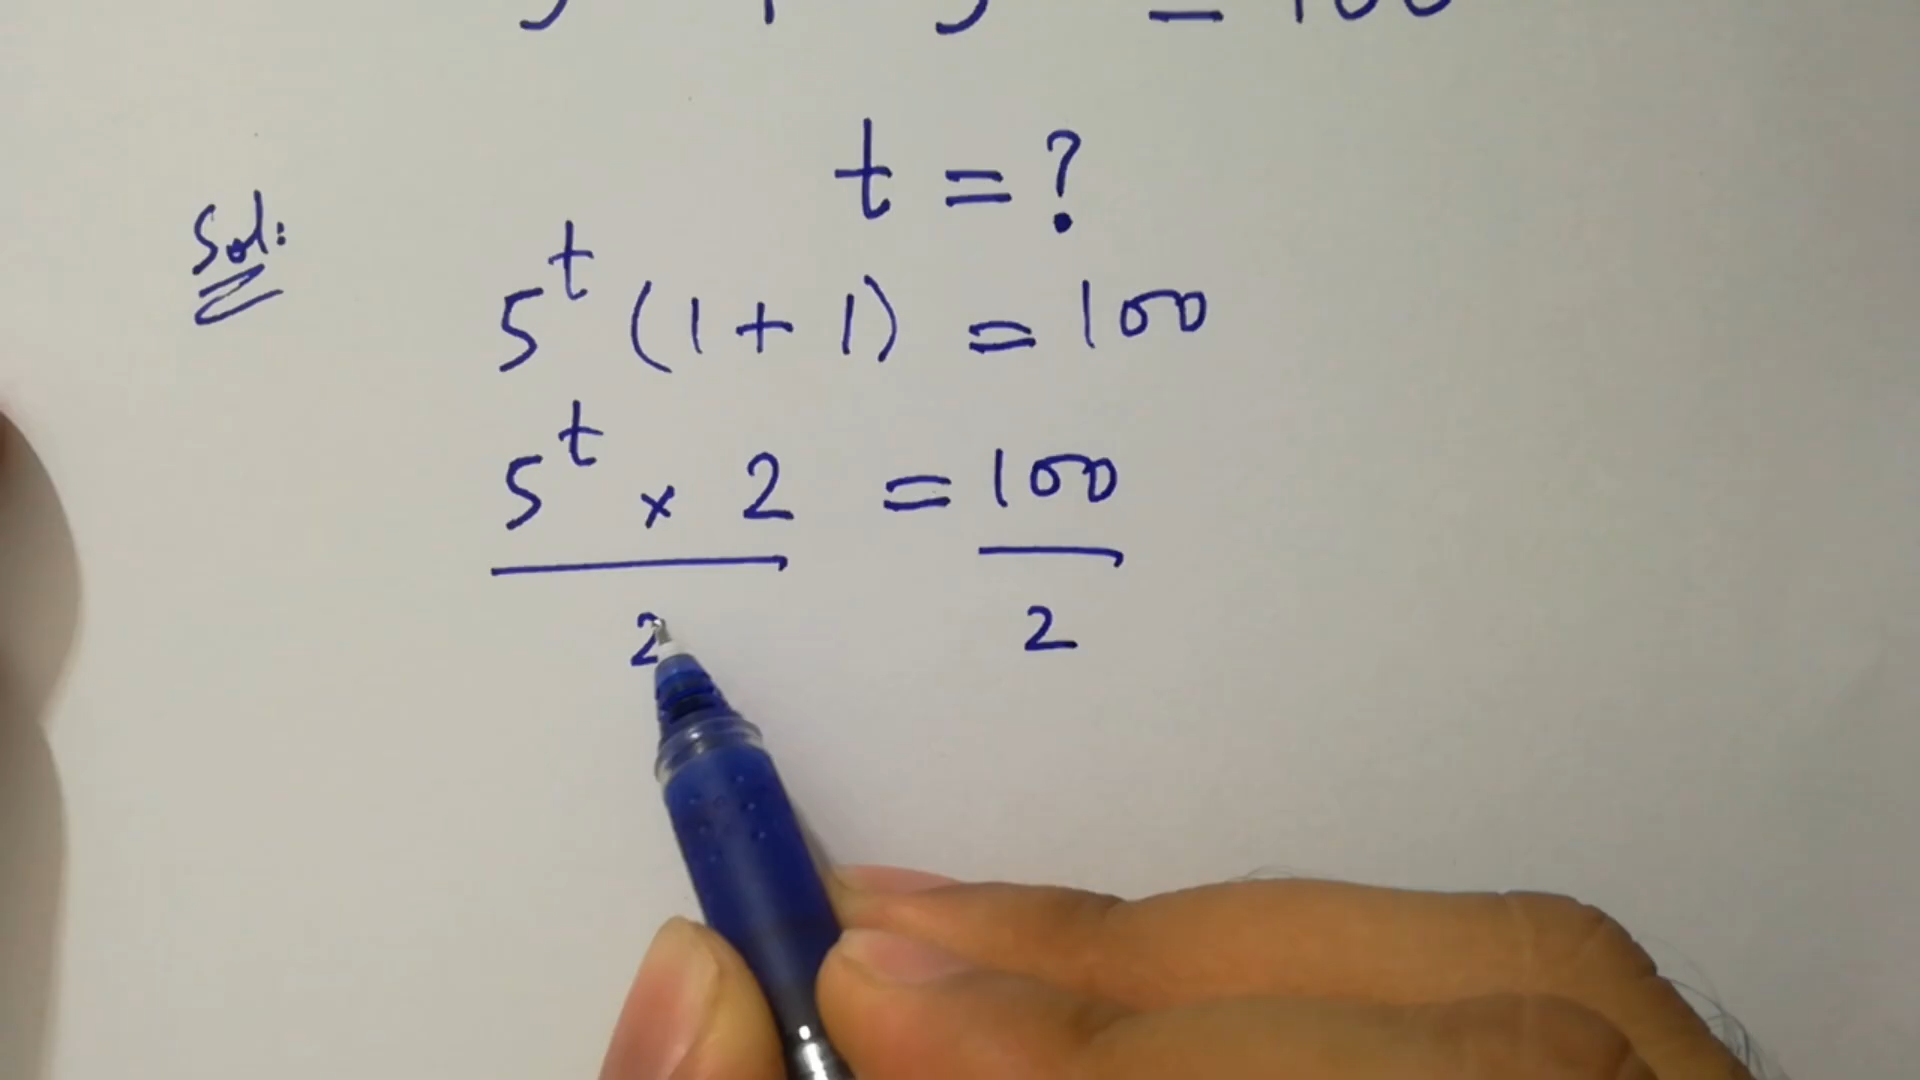 t = ?
Sol:
5^t (1 + 1) = 100
5^t × 2 = 100
2 2